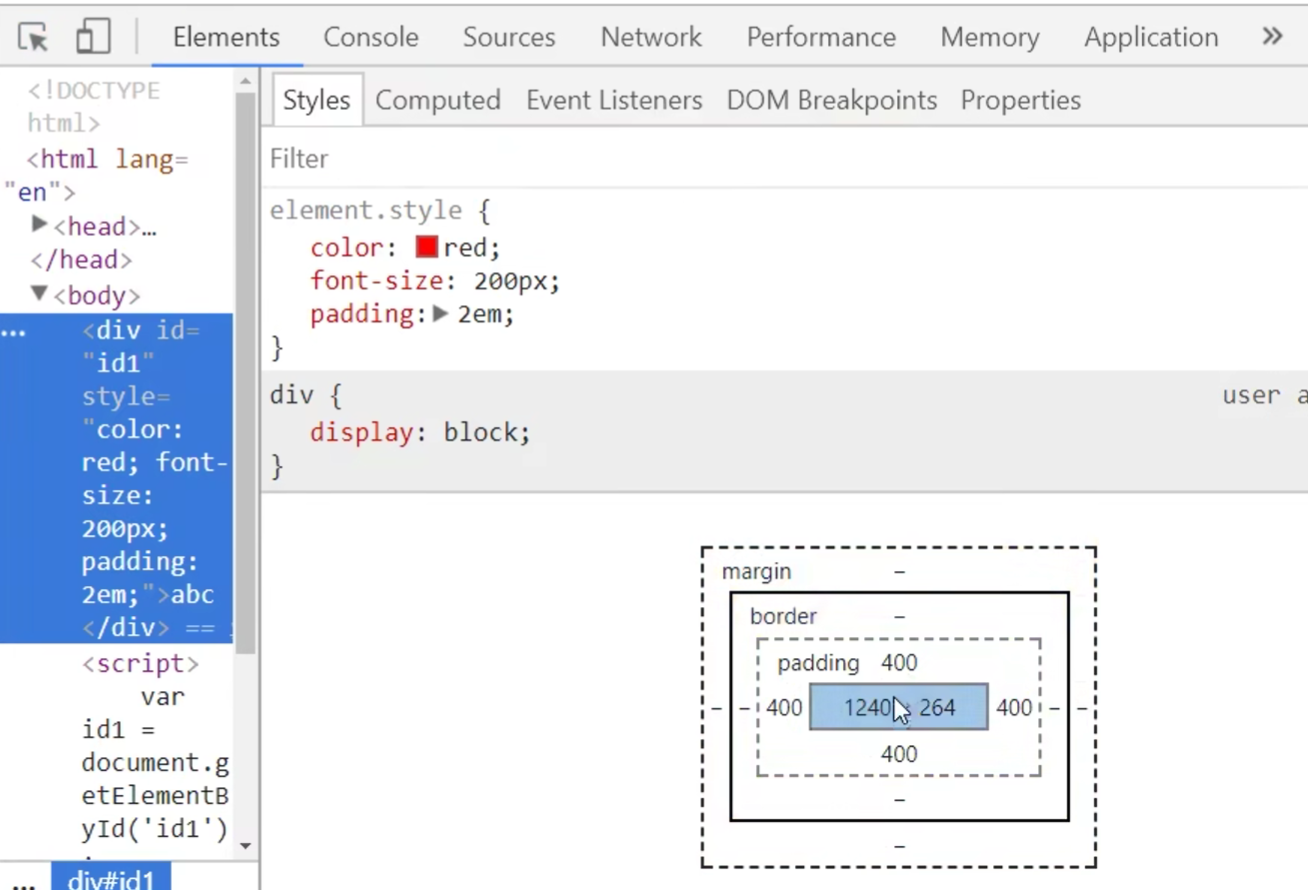 Elements Console Sources Network Performance Memory Application »
<!DOCTYPE
html>
<html lang=
"en">
▶<head>…
</head>
▼<body>
… <div id=
"id1"
style=
"color:
red; font-
size:
200px;
padding:
2em;">abc
</div> ==
<script>
var
id1 =
document.g
etElementB
yId('id1')
… div#id1
Styles Computed Event Listeners DOM Breakpoints Properties
Filter
element.style {
color: red;
font-size: 200px;
padding:▶ 2em;
}
div { user a
display: block;
}
margin –
border –
padding 400
– – 400 1240 264 400 – –
400
–
–